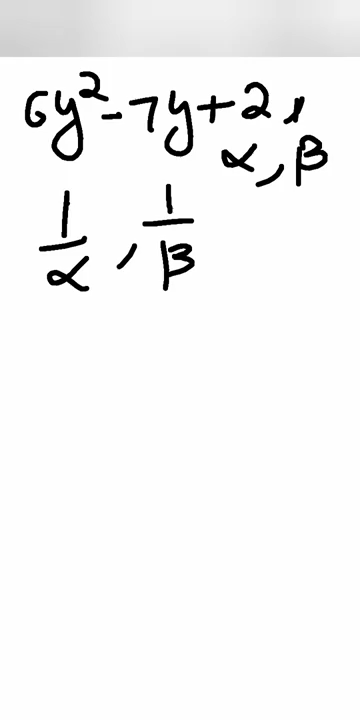 6y² - 7y + 2,
α, β
1/α, 1/β